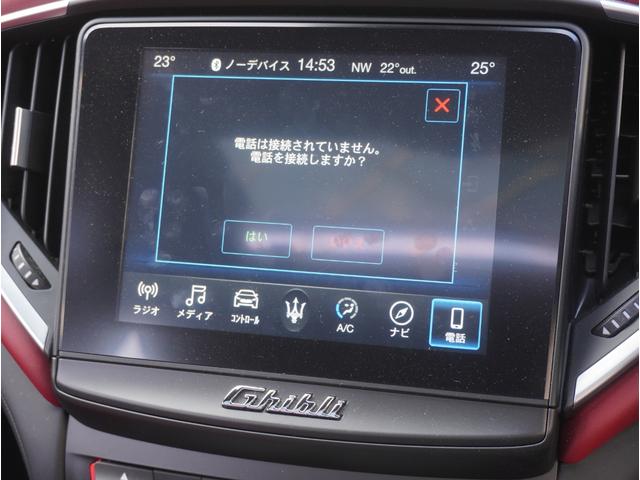 23° ノーデバイス 14:53 NW 22°out. 25°
電話は接続されていません。
電話を接続しますか？
はい
ラジオ メディア コントロール A/C ナビ 電話
Ghibli